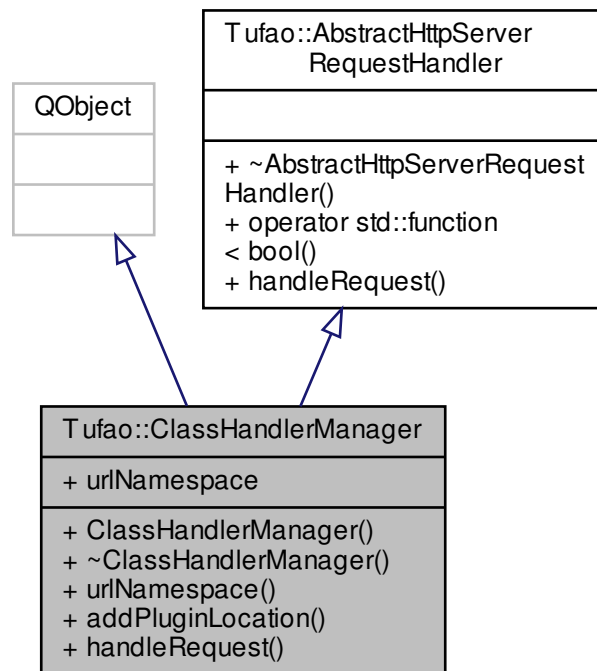 Tufao::AbstractHttpServer
RequestHandler
QObject
+ ~AbstractHttpServerRequest
Handler()
+ operator std::function
< bool()
+ handleRequest()
Tufao::ClassHandlerManager
+ urlNamespace
+ ClassHandlerManager()
+ ~ClassHandlerManager()
+ urlNamespace()
+ addPluginLocation()
+ handleRequest()